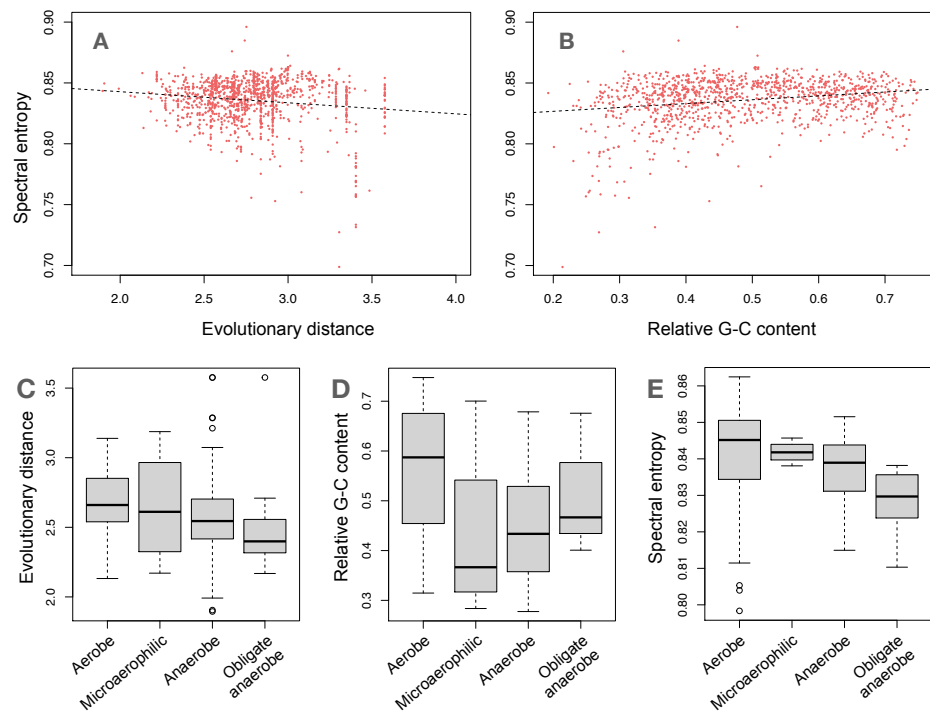 A
B
Spectral entropy
0.90
0.85
0.80
0.75
0.70
0.90
0.85
0.80
0.75
0.70
2.0 2.5 3.0 3.5 4.0
0.2 0.3 0.4 0.5 0.6 0.7
Evolutionary distance
Relative G-C content
C
D
E
Evolutionary distance
3.5
3.0
2.5
2.0
Relative G-C content
0.7
0.6
0.5
0.4
0.3
Spectral entropy
0.86
0.85
0.84
0.83
0.82
0.81
0.80
Aerobe
Microaerophilic
Anaerobe
Obligate
anaerobe
Aerobe
Microaerophilic
Anaerobe
Obligate
anaerobe
Aerobe
Microaerophilic
Anaerobe
Obligate
anaerobe